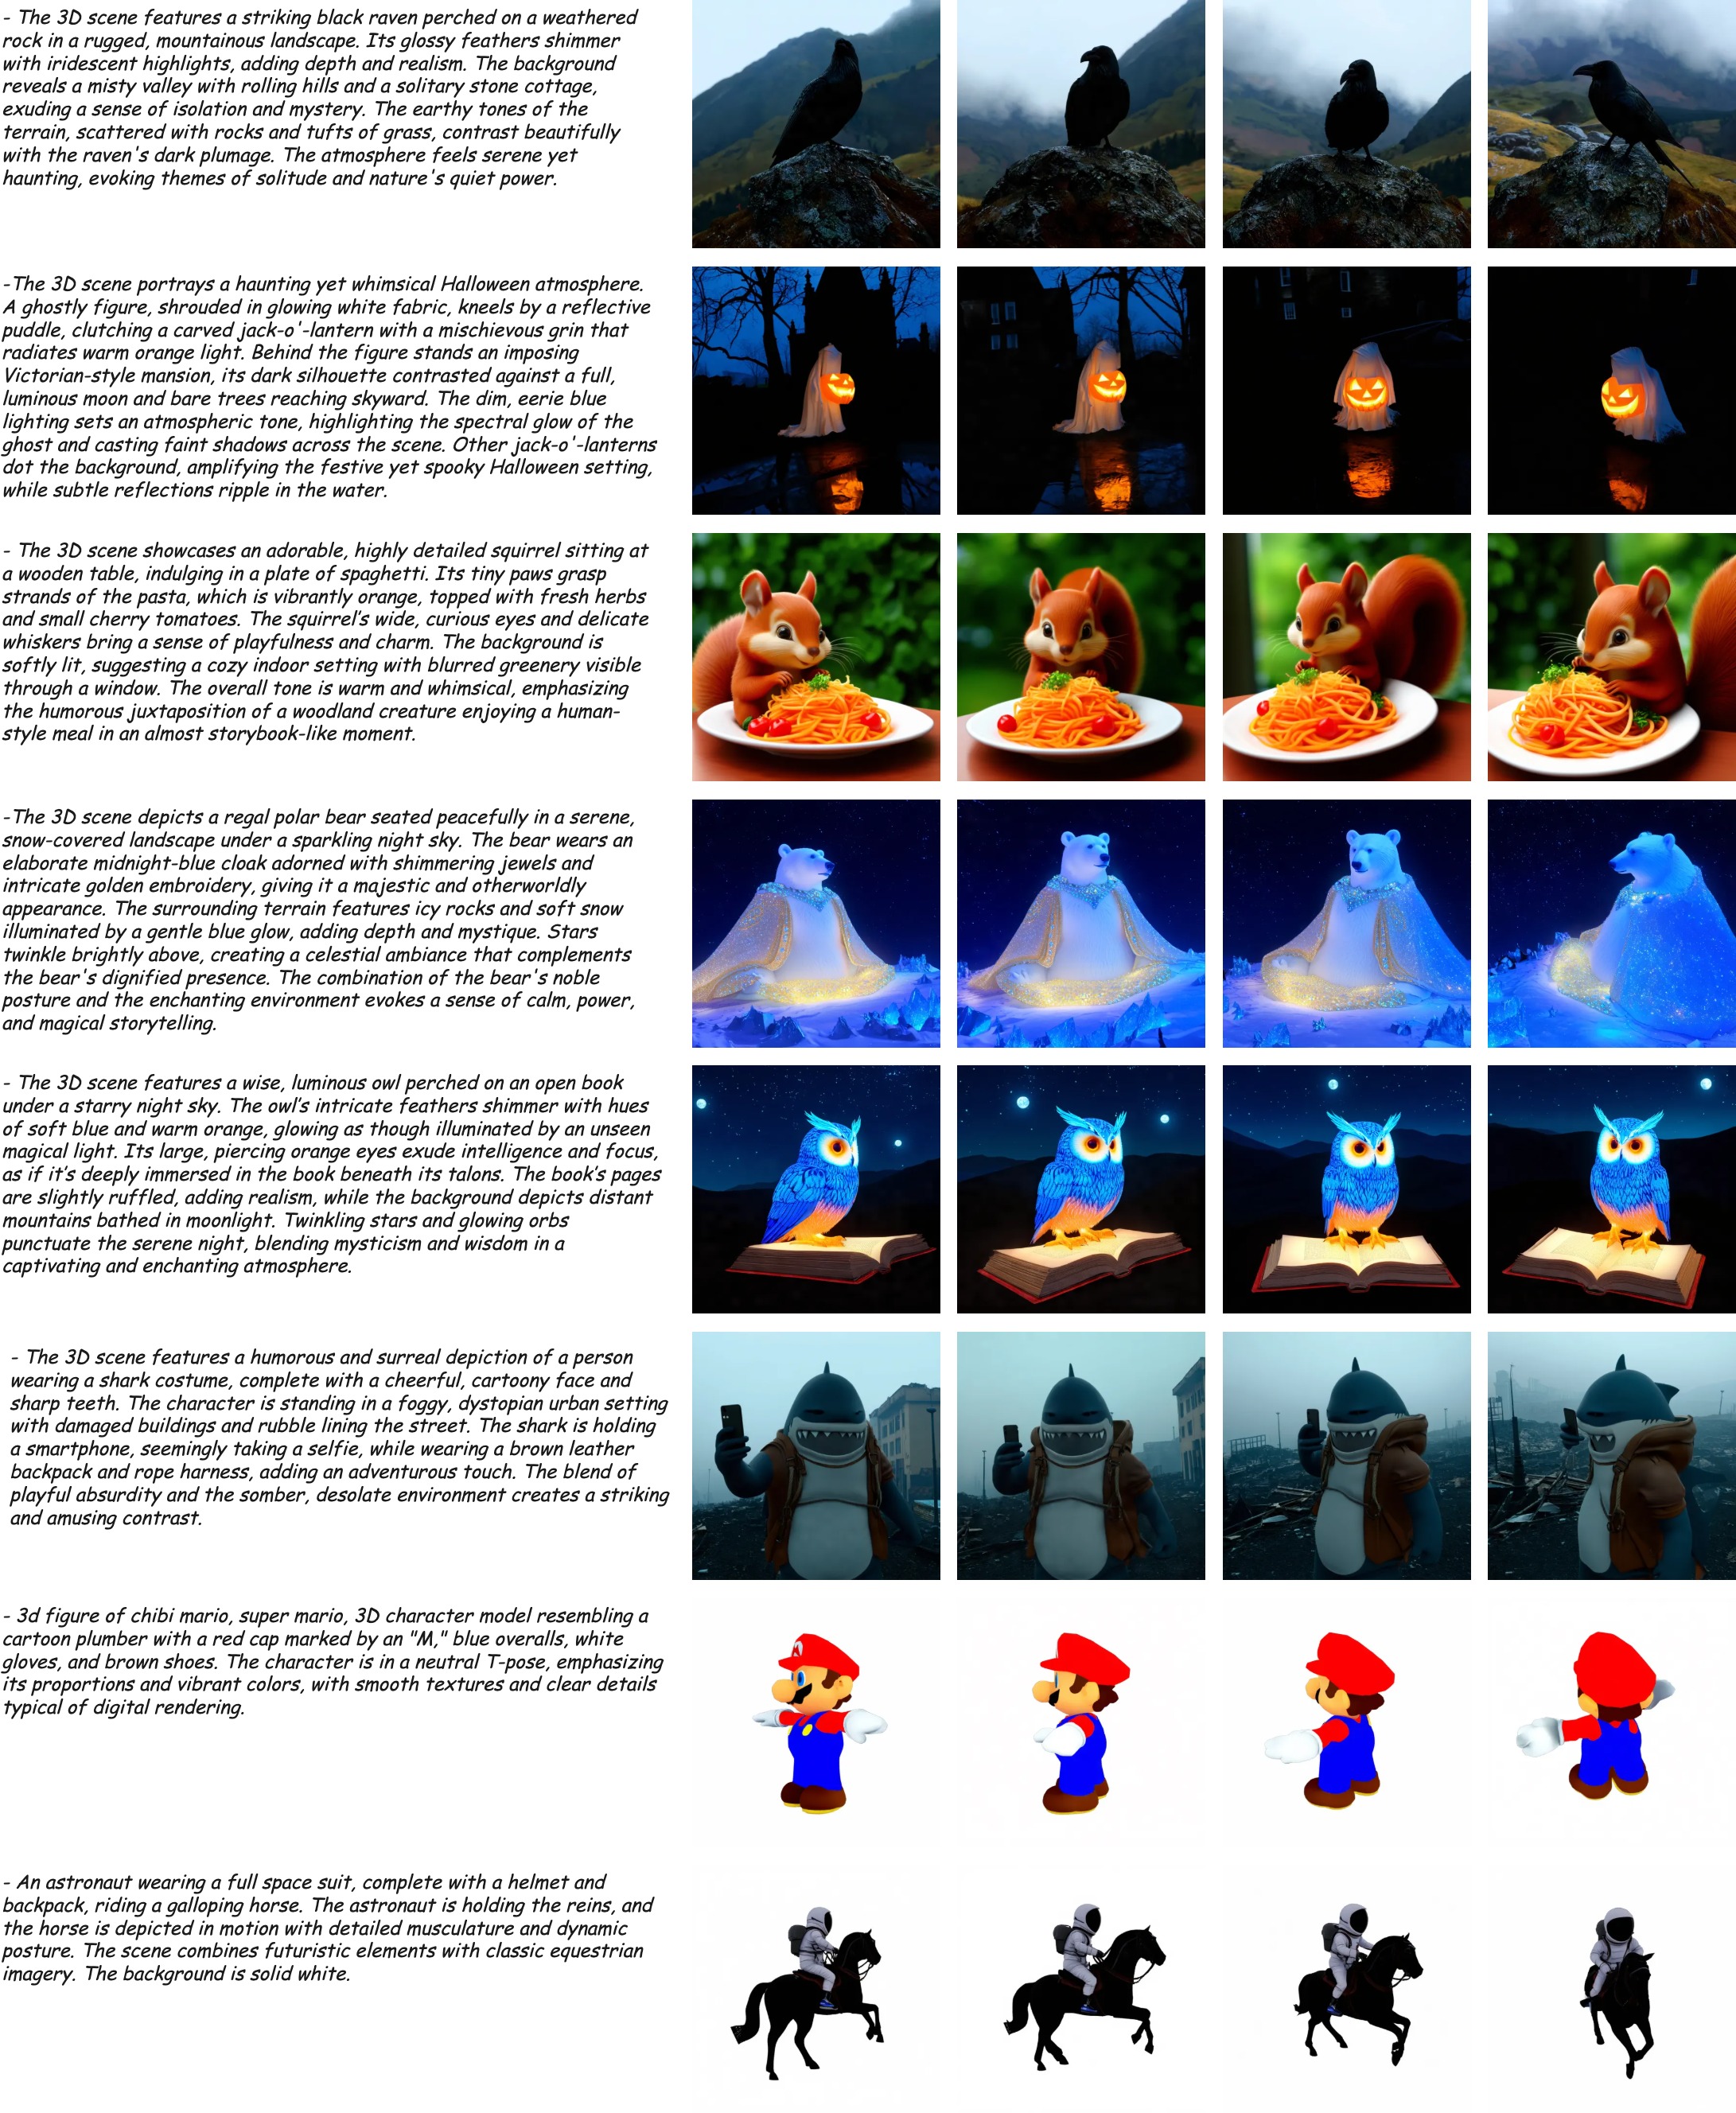 - The 3D scene features a striking black raven perched on a weathered
rock in a rugged, mountainous landscape. Its glossy feathers shimmer
with iridescent highlights, adding depth and realism. The background
reveals a misty valley with rolling hills and a solitary stone cottage,
exuding a sense of isolation and mystery. The earthy tones of the
terrain, scattered with rocks and tufts of grass, contrast beautifully
with the raven's dark plumage. The atmosphere feels serene yet
haunting, evoking themes of solitude and nature's quiet power.
-The 3D scene portrays a haunting yet whimsical Halloween atmosphere.
A ghostly figure, shrouded in glowing white fabric, kneels by a reflective
puddle, clutching a carved jack-o'-lantern with a mischievous grin that
radiates warm orange light. Behind the figure stands an imposing
Victorian-style mansion, its dark silhouette contrasted against a full,
luminous moon and bare trees reaching skyward. The dim, eerie blue
lighting sets an atmospheric tone, highlighting the spectral glow of the
ghost and casting faint shadows across the scene. Other jack-o'-lanterns
dot the background, amplifying the festive yet spooky Halloween setting,
while subtle reflections ripple in the water.
- The 3D scene showcases an adorable, highly detailed squirrel sitting at
a wooden table, indulging in a plate of spaghetti. Its tiny paws grasp
strands of the pasta, which is vibrantly orange, topped with fresh herbs
and small cherry tomatoes. The squirrel's wide, curious eyes and delicate
whiskers bring a sense of playfulness and charm. The background is
softly lit, suggesting a cozy indoor setting with blurred greenery visible
through a window. The overall tone is warm and whimsical, emphasizing
the humorous juxtaposition of a woodland creature enjoying a human-
style meal in an almost storybook-like moment.
-The 3D scene depicts a regal polar bear seated peacefully in a serene,
snow-covered landscape under a sparkling night sky. The bear wears an
elaborate midnight-blue cloak adorned with shimmering jewels and
intricate golden embroidery, giving it a majestic and otherworldly
appearance. The surrounding terrain features icy rocks and soft snow
illuminated by a gentle blue glow, adding depth and mystique. Stars
twinkle brightly above, creating a celestial ambiance that complements
the bear's dignified presence. The combination of the bear's noble
posture and the enchanting environment evokes a sense of calm, power,
and magical storytelling.
- The 3D scene features a wise, luminous owl perched on an open book
under a starry night sky. The owl's intricate feathers shimmer with hues
of soft blue and warm orange, glowing as though illuminated by an unseen
magical light. Its large, piercing orange eyes exude intelligence and focus,
as if it's deeply immersed in the book beneath its talons. The book's pages
are slightly ruffled, adding realism, while the background depicts distant
mountains bathed in moonlight. Twinkling stars and glowing orbs
punctuate the serene night, blending mysticism and wisdom in a
captivating and enchanting atmosphere.
- The 3D scene features a humorous and surreal depiction of a person
wearing a shark costume, complete with a cheerful, cartoony face and
sharp teeth. The character is standing in a foggy, dystopian urban setting
with damaged buildings and rubble lining the street. The shark is holding
a smartphone, seemingly taking a selfie, while wearing a brown leather
backpack and rope harness, adding an adventurous touch. The blend of
playful absurdity and the somber, desolate environment creates a striking
and amusing contrast.
- 3d figure of chibi mario, super mario, 3D character model resembling a
cartoon plumber with a red cap marked by an "M," blue overalls, white
gloves, and brown shoes. The character is in a neutral T-pose, emphasizing
its proportions and vibrant colors, with smooth textures and clear details
typical of digital rendering.
M
- An astronaut wearing a full space suit, complete with a helmet and
backpack, riding a galloping horse. The astronaut is holding the reins, and
the horse is depicted in motion with detailed musculature and dynamic
posture. The scene combines futuristic elements with classic equestrian
imagery. The background is solid white.